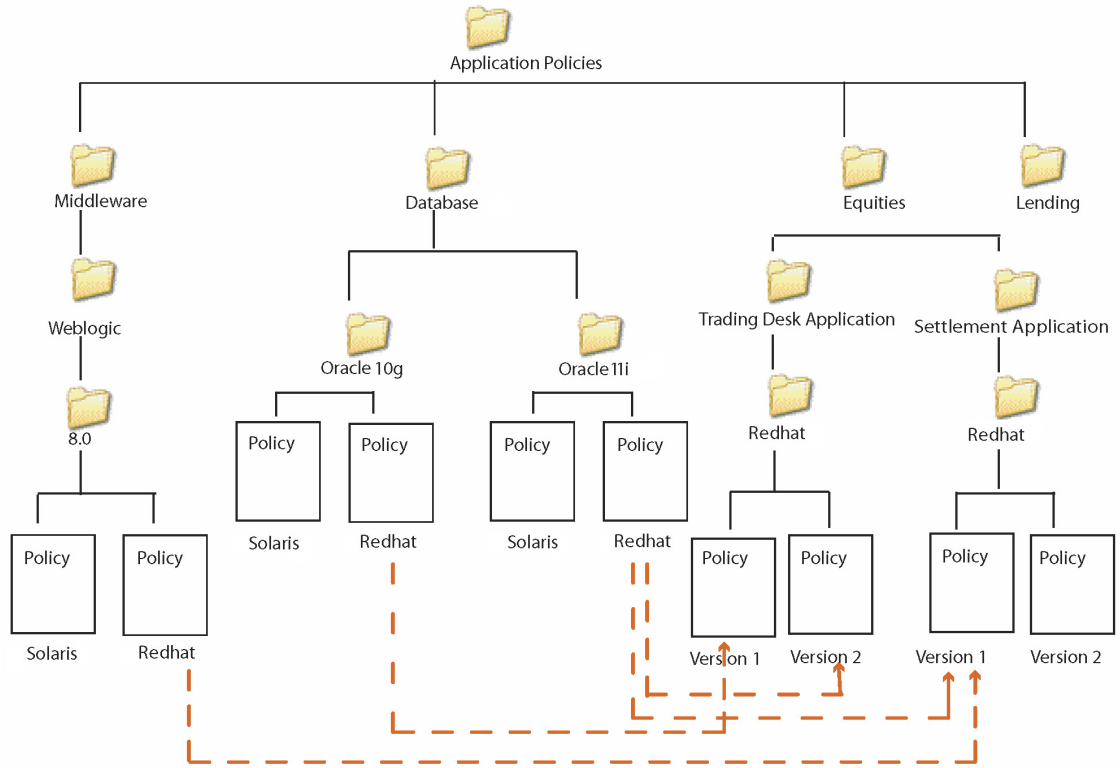 Application Policies
Middleware
Database
Equities
Lending
Weblogic
Trading Desk Application
Settlement Application
Oracle 10g
Oracle 11i
8.0
Redhat
Redhat
Policy
Policy
Policy
Policy
Solaris
Redhat
Solaris
Redhat
Policy
Policy
Policy
Policy
Policy
Policy
Solaris
Redhat
Version 1
Version 2
Version 1
Version 2